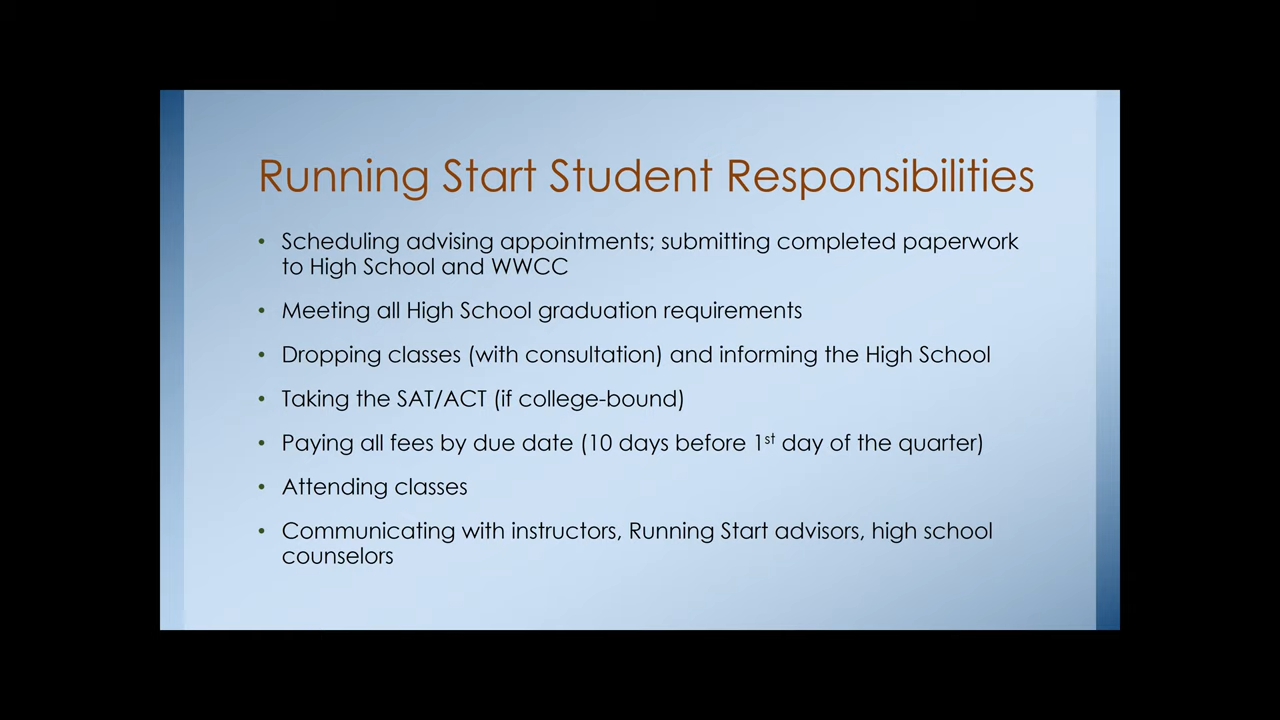 Running Start Student Responsibilities
• Scheduling advising appointments; submitting completed paperwork
to High School and WWCC
• Meeting all High School graduation requirements
• Dropping classes (with consultation) and informing the High School
• Taking the SAT/ACT (if college-bound)
• Paying all fees by due date (10 days before 1st day of the quarter)
• Attending classes
• Communicating with instructors, Running Start advisors, high school
counselors